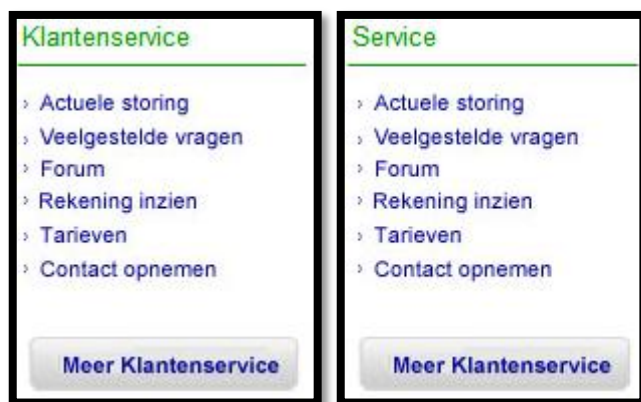 Klantenservice
Actuele storing
Veelgestelde vragen
Forum
Rekening inzien
Tarieven
Contact opnemen
Meer Klantenservice
Service
Actuele storing
Veelgestelde vragen
Forum
Rekening inzien
Tarieven
Contact opnemen
Meer Klantenservice